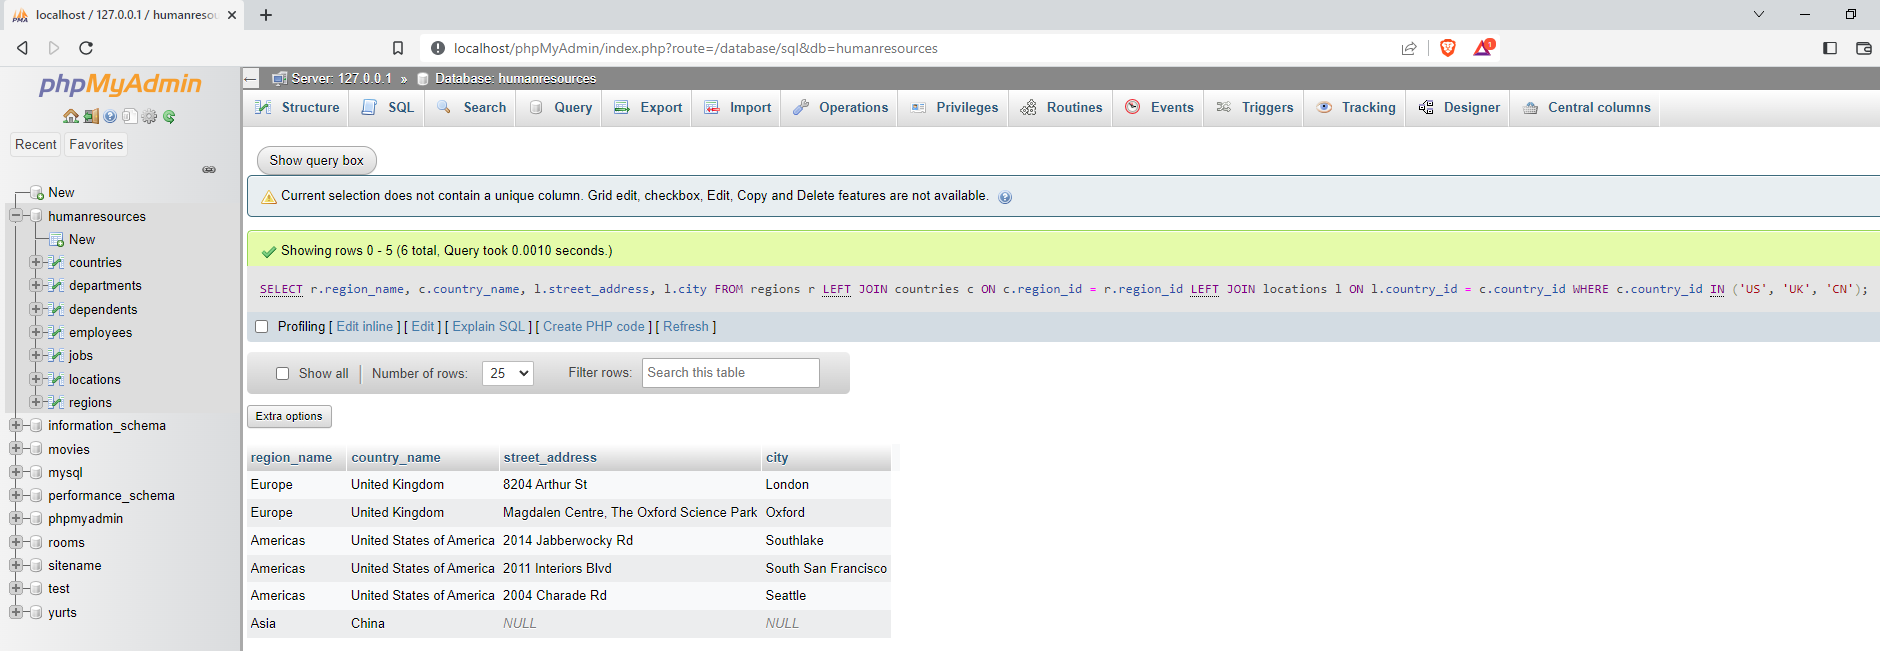 localhost / 127.0.0.1 / humanresou
localhost/phpMyAdmin/index.php?route=/database/sql&db=humanresources
1
phpMyAdmin
Recent Favorites
New
humanresources
New
countries
departments
dependents
employees
jobs
locations
regions
information_schema
movies
mysql
performance_schema
phpmyadmin
rooms
sitename
test
yurts
Server: 127.0.0.1 » Database: humanresources
Structure SQL Search Query Export Import Operations Privileges Routines Events Triggers Tracking Designer Central columns
Show query box
Current selection does not contain a unique column. Grid edit, checkbox, Edit, Copy and Delete features are not available.
Showing rows 0 - 5 (6 total, Query took 0.0010 seconds.)
SELECT r.region_name, c.country_name, l.street_address, l.city FROM regions r LEFT JOIN countries c ON c.region_id = r.region_id LEFT JOIN locations l ON l.country_id = c.country_id WHERE c.country_id IN ('US', 'UK', 'CN');
Profiling [ Edit inline ] [ Edit ] [ Explain SQL ] [ Create PHP code ] [ Refresh ]
Show all | Number of rows: 25 Filter rows: Search this table
Extra options
region_name country_name street_address city
Europe United Kingdom 8204 Arthur St London
Europe United Kingdom Magdalen Centre, The Oxford Science Park Oxford
Americas United States of America 2014 Jabberwocky Rd Southlake
Americas United States of America 2011 Interiors Blvd South San Francisco
Americas United States of America 2004 Charade Rd Seattle
Asia China NULL NULL